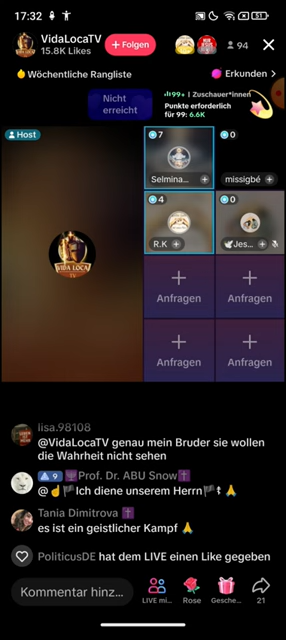 17:32
51
VidaLocaTV
15.8K Likes
+ Folgen
94
Wöchentliche Rangliste
Erkunden >
Nicht
erreicht
99+ | Zuschauer*innen
Punkte erforderlich
für 99: 6.6K
Host
7
0
Selmina...
missigbé
4
0
R.K
Jes...
VIDA LOCA
TV
Anfragen
Anfragen
Anfragen
Anfragen
lisa.98108
@VidaLocaTV genau mein Bruder sie wollen
die Wahrheit nicht sehen
9 🕎Prof. Dr. ABU Snow✝️
@☝️🏴Ich diene unserem Herrn🏴 🙏
Tania Dimitrova ✝️
es ist ein geistlicher Kampf 🙏
PoliticusDE hat dem LIVE einen Like gegeben
Kommentar hinz...
LIVE mi...
Rose
Gesche...
21